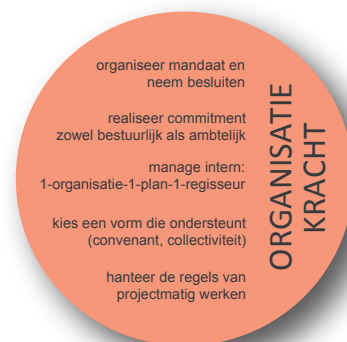 organiseer mandaat en
neem besluiten
realiseer commitment
zowel bestuurlijk als ambtelijk
manage intern:
1-organisatie-1-plan-1-regisseur
kies een vorm die ondersteunt
(convenant, collectiviteit)
hanteer de regels van
projectmatig werken
ORGANISATIE
KRACHT